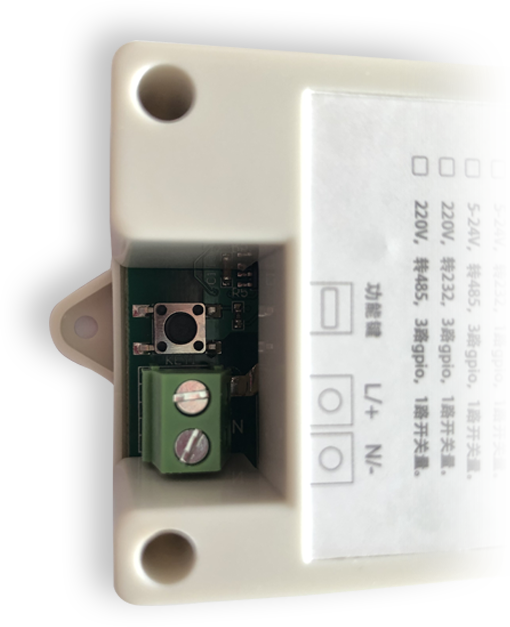 □ 5-24V, 转485, 3路gpio, 1路开关量。
□ 220V, 转232, 3路gpio, 1路开关量。
□ 220V, 转485, 3路gpio, 1路开关量。
功能键 L/+ N/-
R5
N